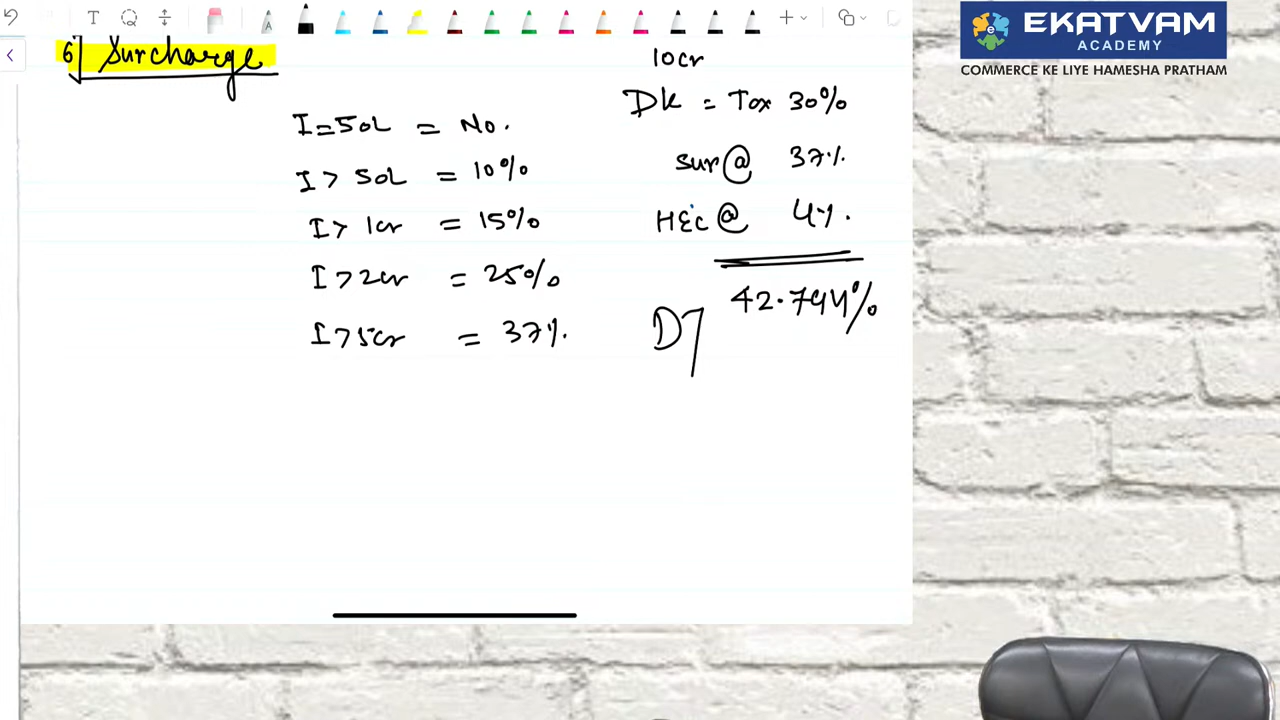 EKATVAM
ACADEMY
COMMERCE KE LIYE HAMESHA PRATHAM
6] Surcharge
I=50L = No.
I > 50L = 10%
I > 1cr = 15%
I > 2cr = 25%
I > 5cr = 37%.
10cr
DK = Tax 30%
Sur @ 37%
HEC @ 4%.
42.744%
D7